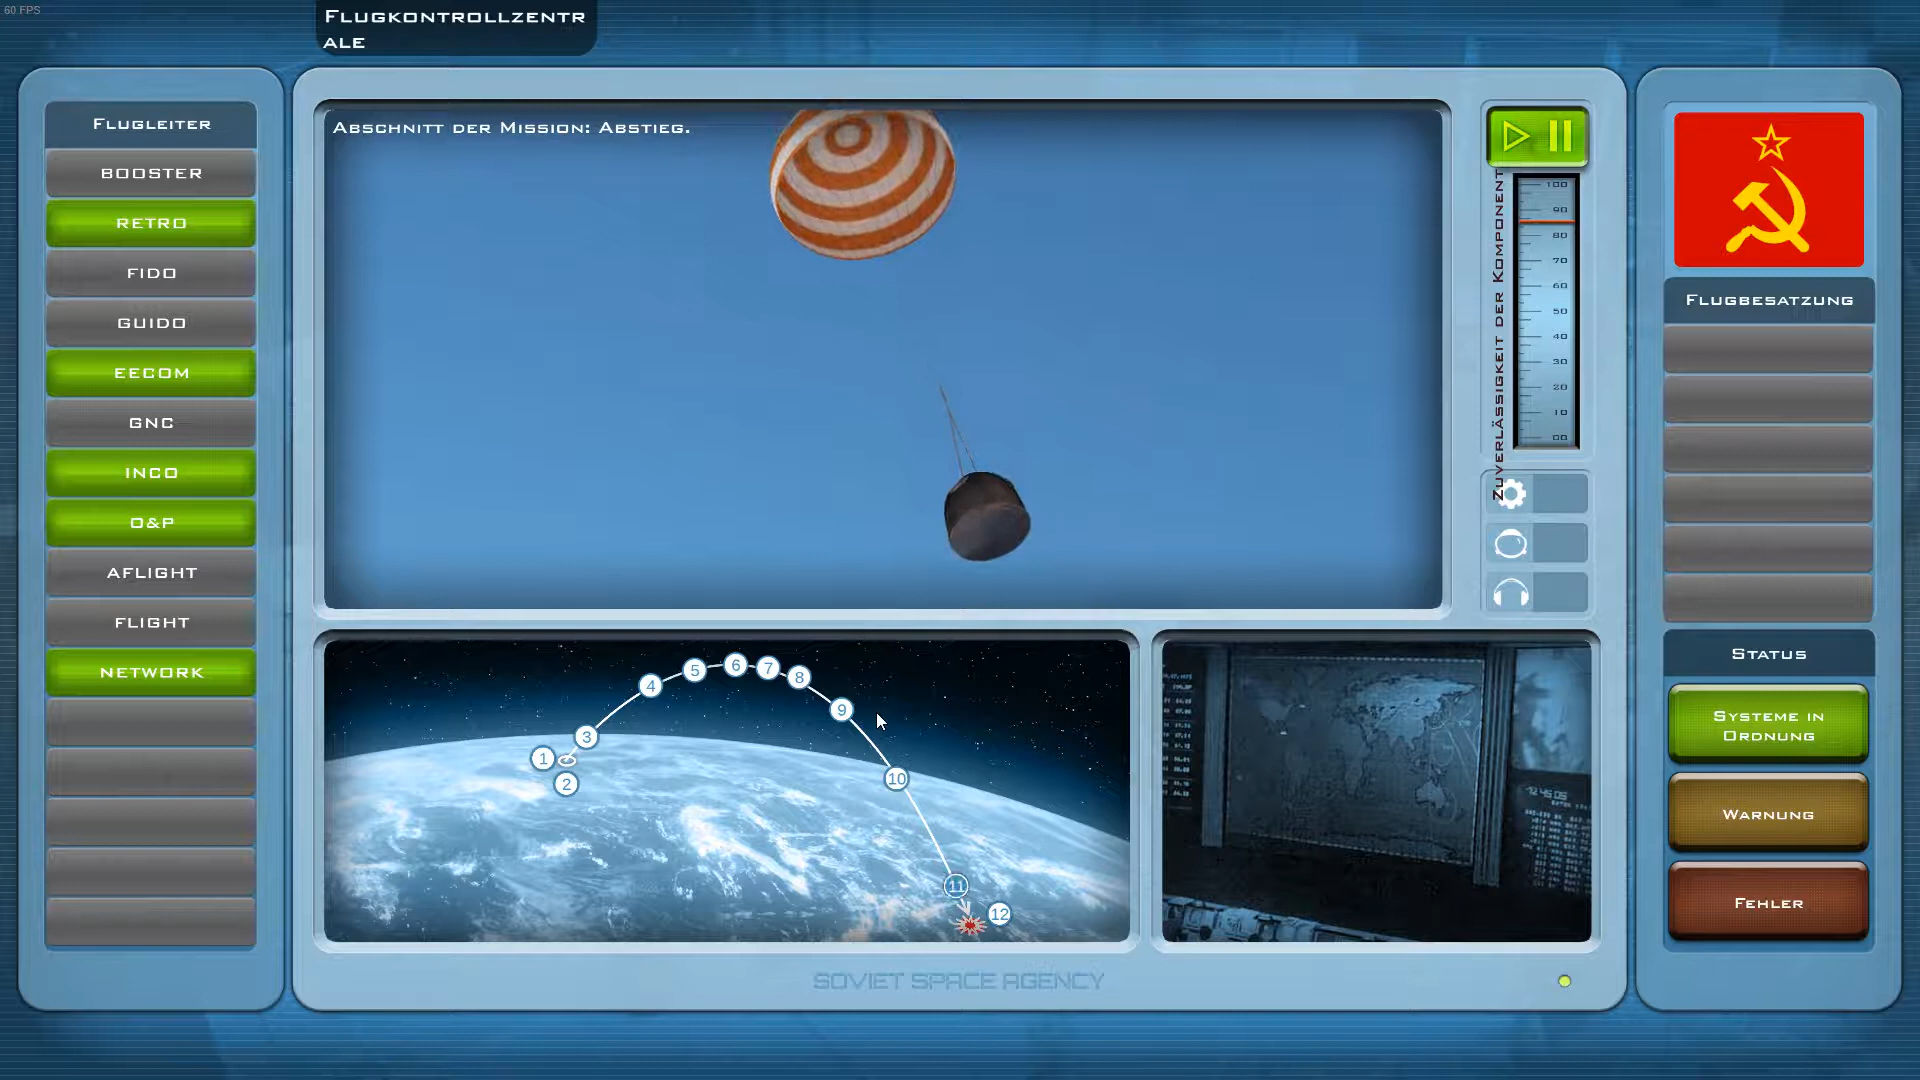 60 FPS
Flugkontrollzentr
ale
Flugleiter
BOOSTER
RETRO
FIDO
GUIDO
EECOM
GNC
INCO
O&P
AFLIGHT
FLIGHT
NETWORK
Abschnitt der Mission: Abstieg.
Zuverlässigkeit der Komponent
100
90
80
70
60
50
40
30
20
10
00
1
2
3
4
5
6
7
8
9
10
11
12
SOVIET SPACE AGENCY
Flugbesatzung
Status
Systeme in
Ordnung
Warnung
Fehler